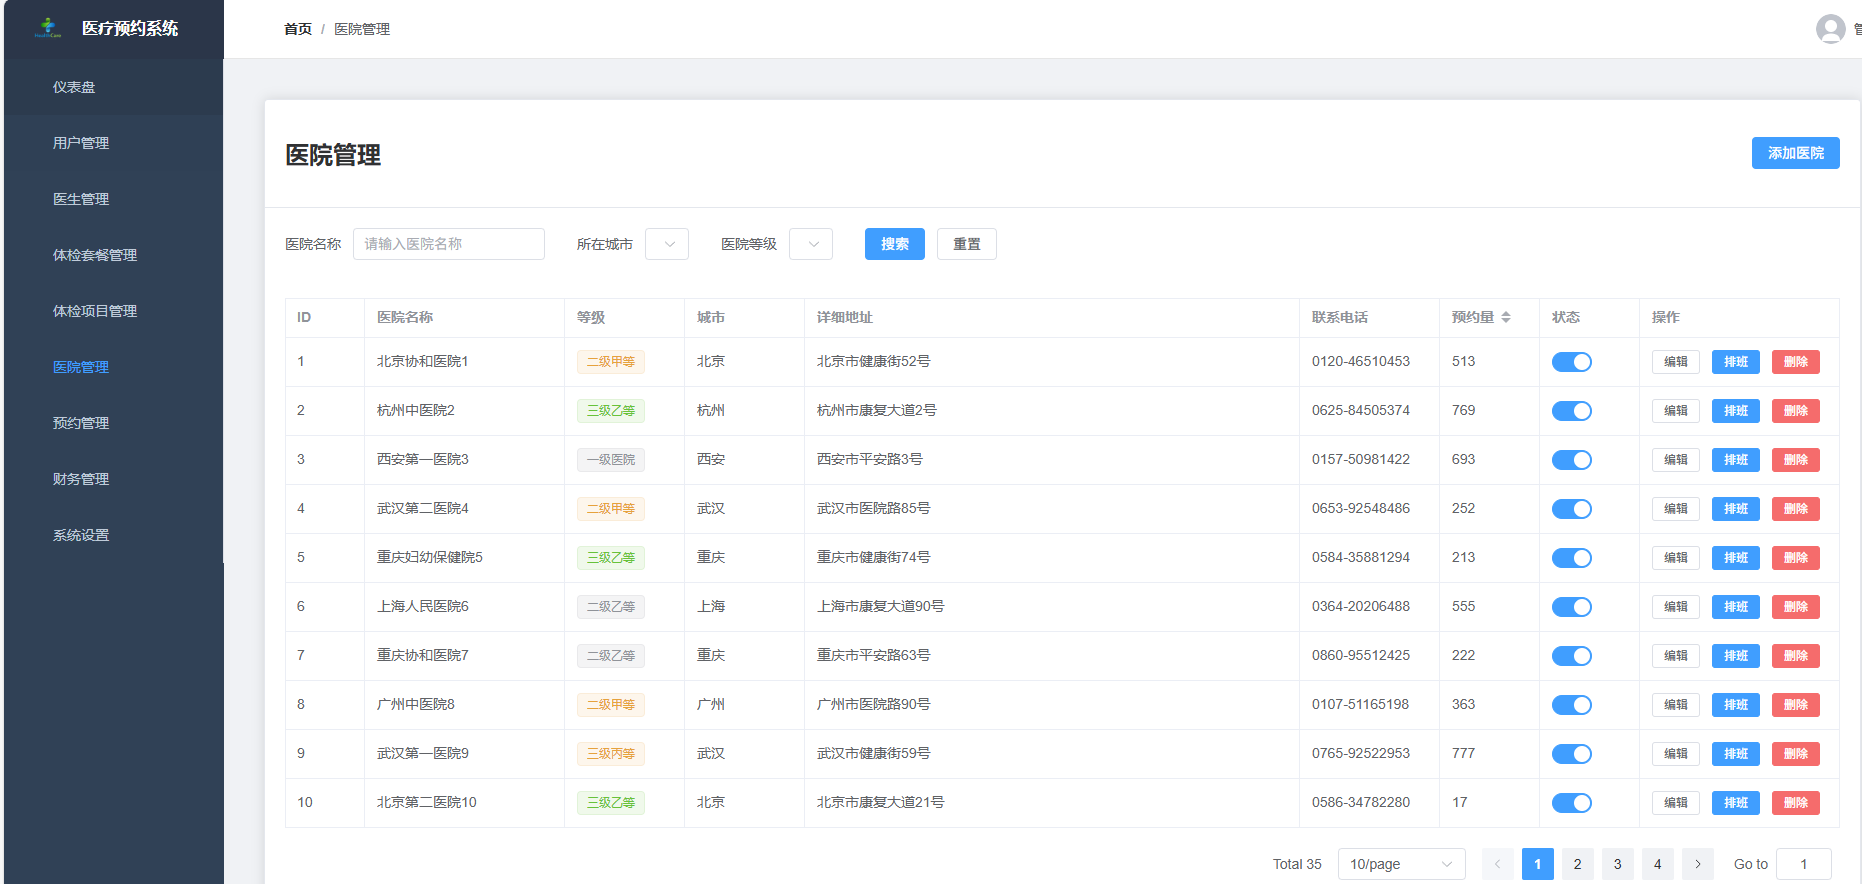 医疗预约系统
首页 / 医院管理
仪表盘
用户管理
医生管理
体检套餐管理
体检项目管理
医院管理
预约管理
财务管理
系统设置
医院管理
添加医院
医院名称 请输入医院名称 所在城市 医院等级 搜索 重置
ID 医院名称 等级 城市 详细地址 联系电话 预约量 状态 操作
1 北京协和医院1 二级甲等 北京 北京市健康街52号 0120-46510453 513 编辑 排班 删除
2 杭州中医院2 三级乙等 杭州 杭州市康复大道2号 0625-84505374 769 编辑 排班 删除
3 西安第一医院3 一级医院 西安 西安市平安路3号 0157-50981422 693 编辑 排班 删除
4 武汉第二医院4 二级甲等 武汉 武汉市医院路85号 0653-92548486 252 编辑 排班 删除
5 重庆妇幼保健院5 三级乙等 重庆 重庆市健康街74号 0584-35881294 213 编辑 排班 删除
6 上海人民医院6 二级乙等 上海 上海市康复大道90号 0364-20206488 555 编辑 排班 删除
7 重庆协和医院7 二级乙等 重庆 重庆市平安路63号 0860-95512425 222 编辑 排班 删除
8 广州中医院8 二级甲等 广州 广州市医院路90号 0107-51165198 363 编辑 排班 删除
9 武汉第一医院9 三级丙等 武汉 武汉市健康街59号 0765-92522953 777 编辑 排班 删除
10 北京第二医院10 三级乙等 北京 北京市康复大道21号 0586-34782280 17 编辑 排班 删除
Total 35 10/page 1 2 3 4 Go to 1